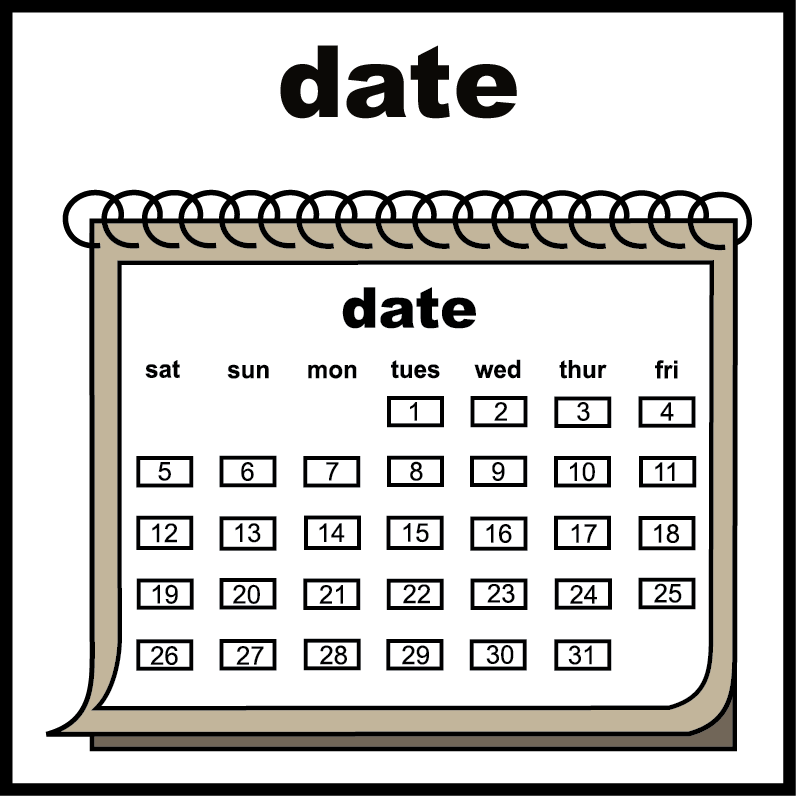 date
date
sat sun mon tues wed thur fri
1 2 3 4
5 6 7 8 9 10 11
12 13 14 15 16 17 18
19 20 21 22 23 24 25
26 27 28 29 30 31